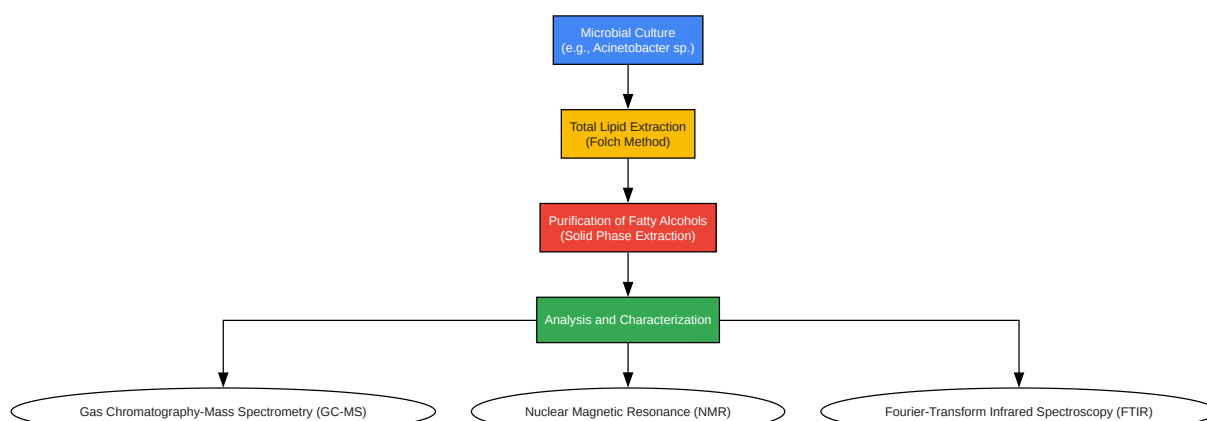 Microbial Culture
(e.g., Acinetobacter sp.)
Total Lipid Extraction
(Folch Method)
Purification of Fatty Alcohols
(Solid Phase Extraction)
Analysis and Characterization
Gas Chromatography-Mass Spectrometry (GC-MS)
Nuclear Magnetic Resonance (NMR)
Fourier-Transform Infrared Spectroscopy (FTIR)